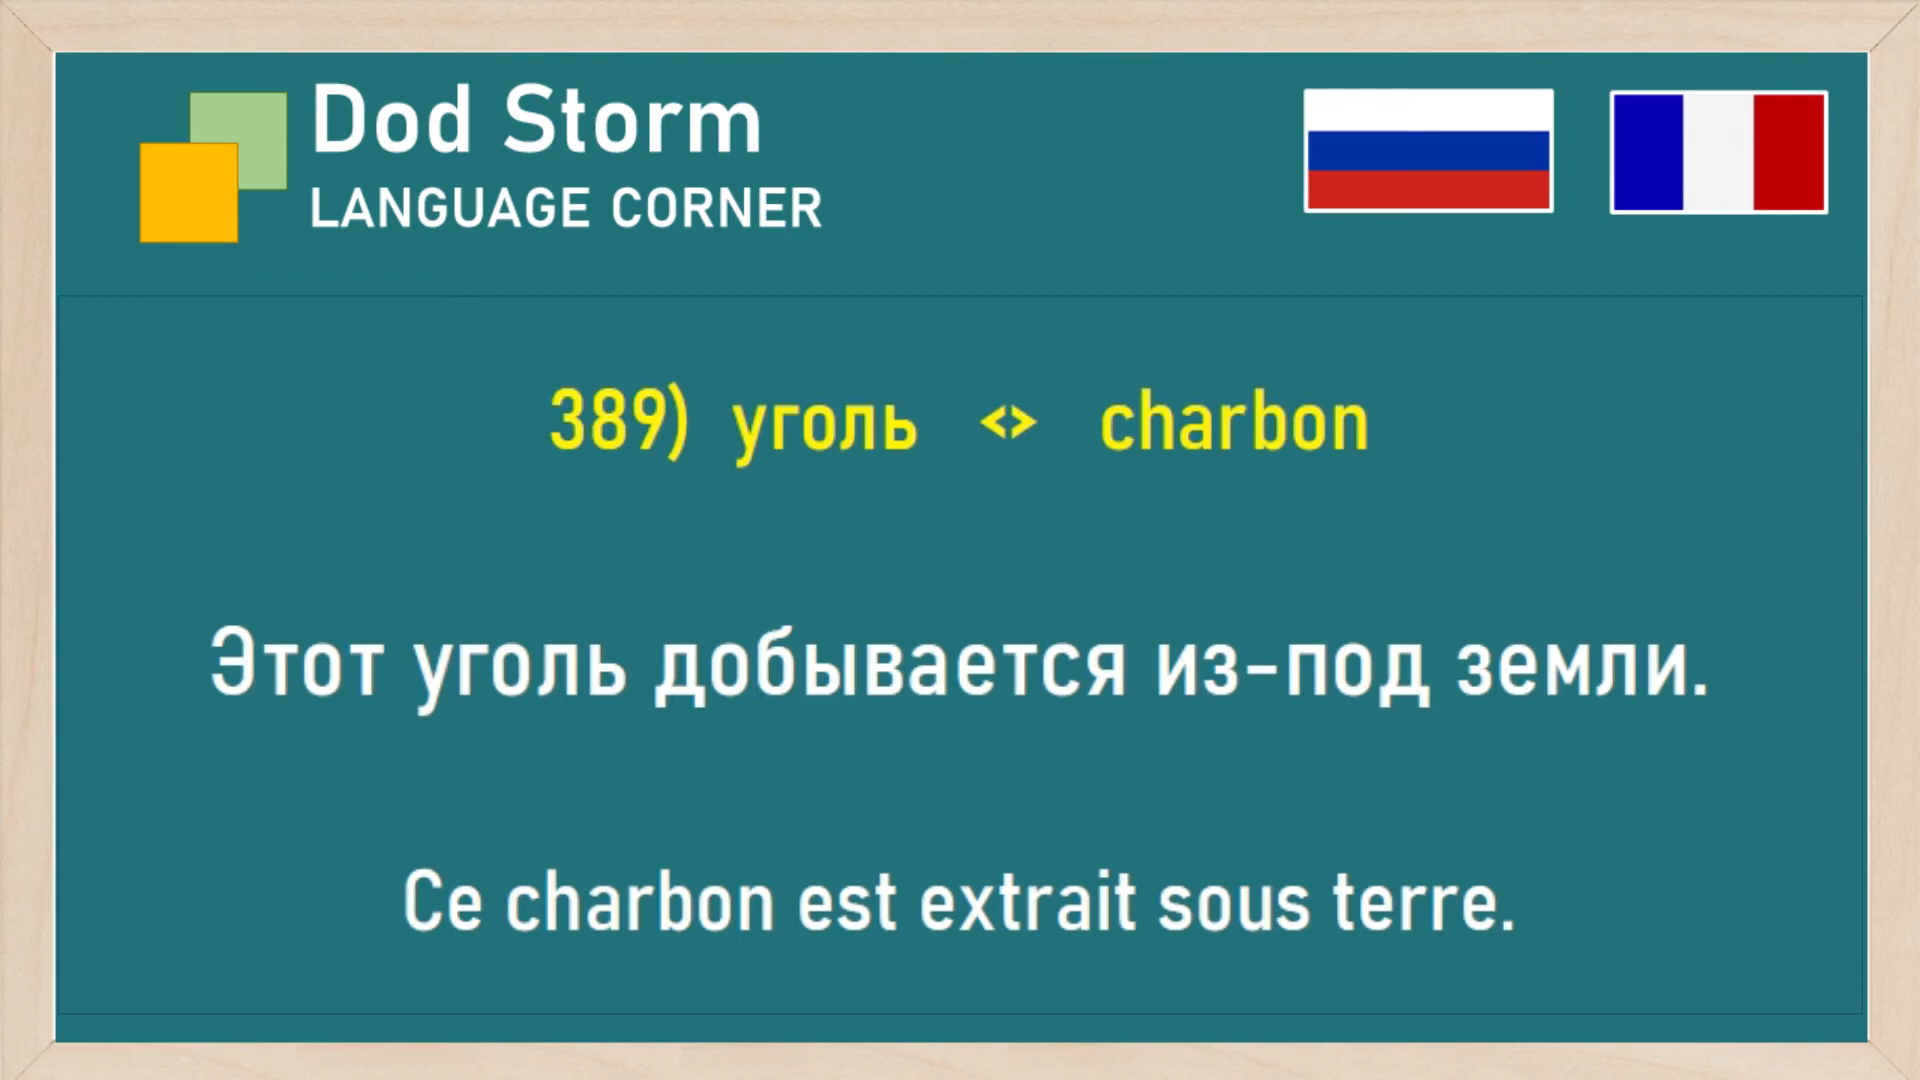 Dod Storm
LANGUAGE CORNER
389) уголь <> charbon
Этот уголь добывается из-под земли.
Ce charbon est extrait sous terre.